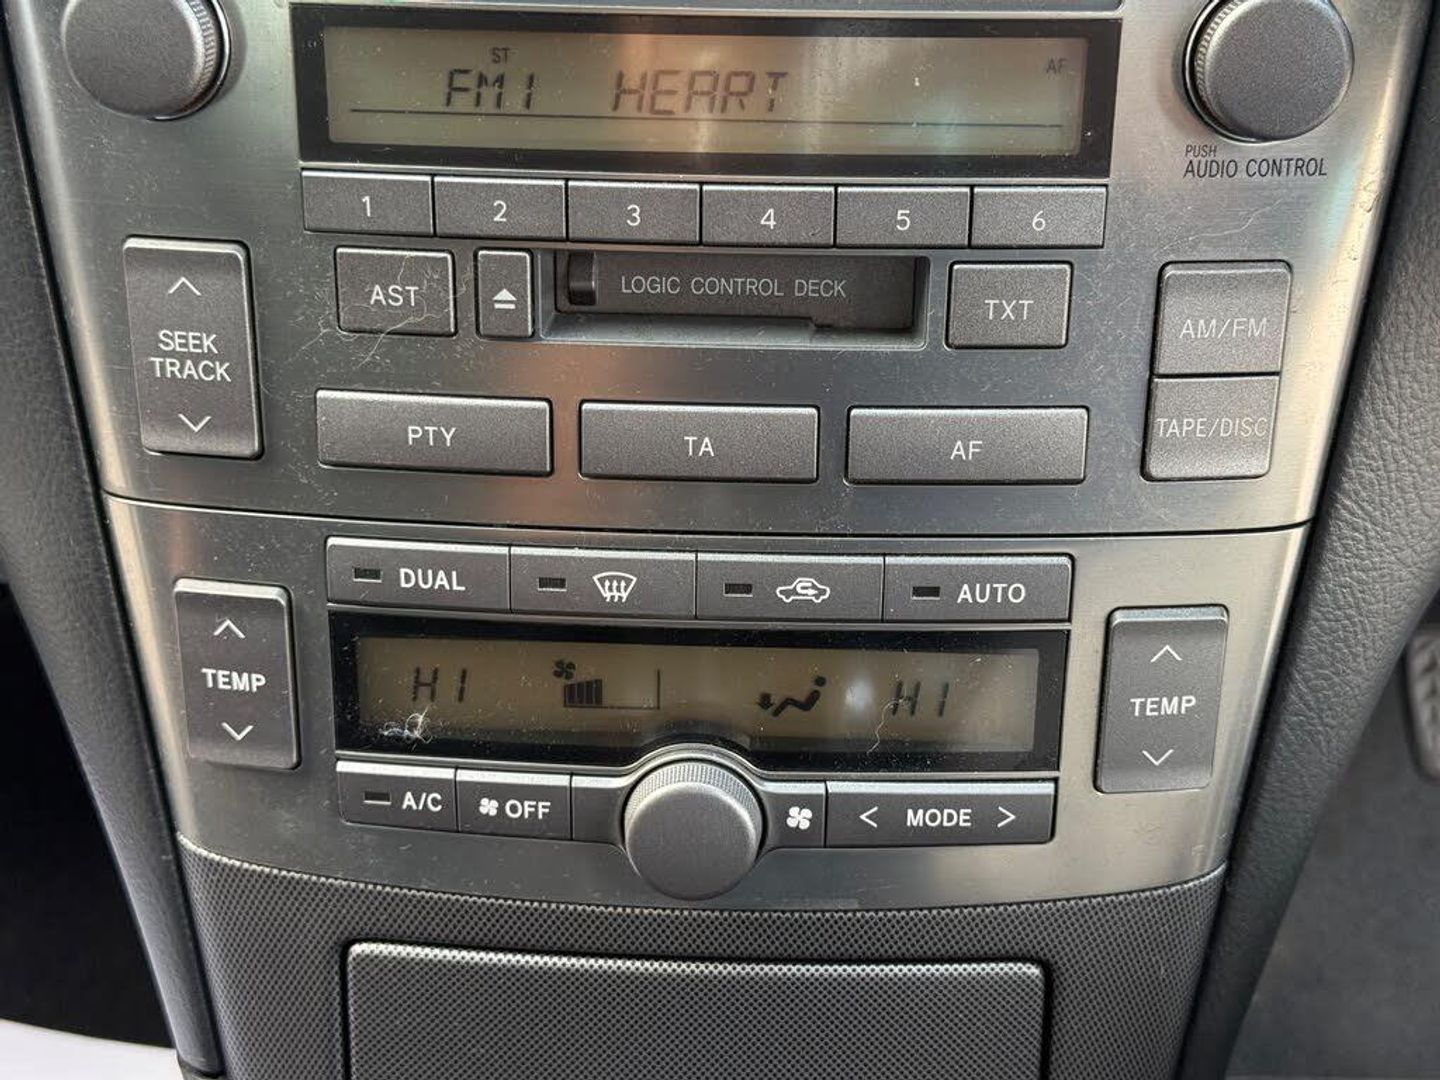 ST
AF
FM1 HEART
PUSH
AUDIO CONTROL
1 2 3 4 5 6
SEEK
TRACK
AST
LOGIC CONTROL DECK
TXT
AM/FM
TAPE/DISC
PTY TA AF
DUAL
AUTO
TEMP
HI
HI
TEMP
A/C
OFF
< MODE >